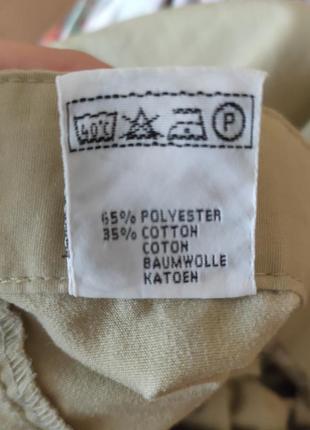 40°C P
65% POLYESTER
35% COTTON
COTON
BAUMWOLLE
KATOEN